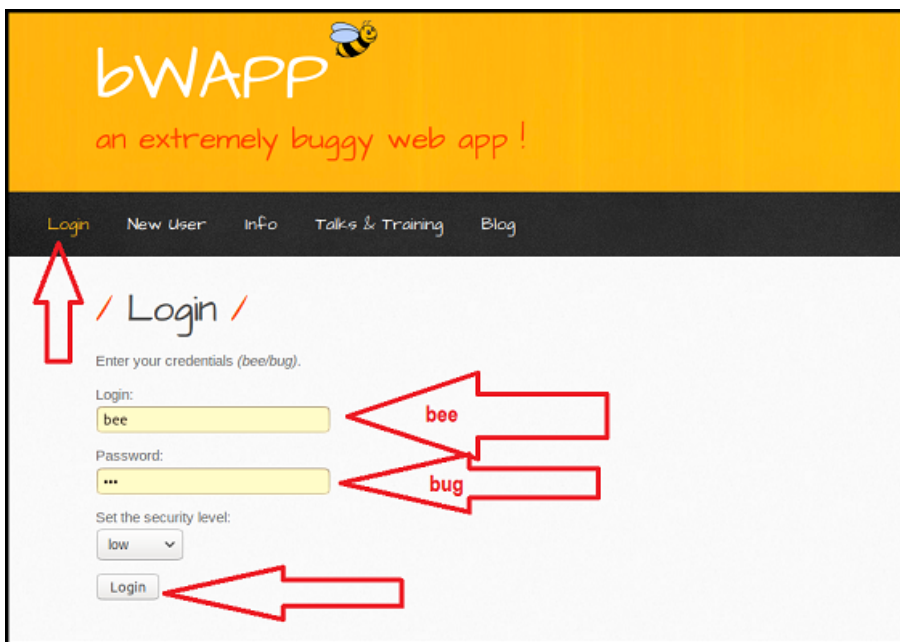 bWAPP
an extremely buggy web app !
Login New User Info Talks & Training Blog
/ Login /
Enter your credentials (bee/bug).
Login:
bee
bee
Password:
•••
bug
Set the security level:
low
Login